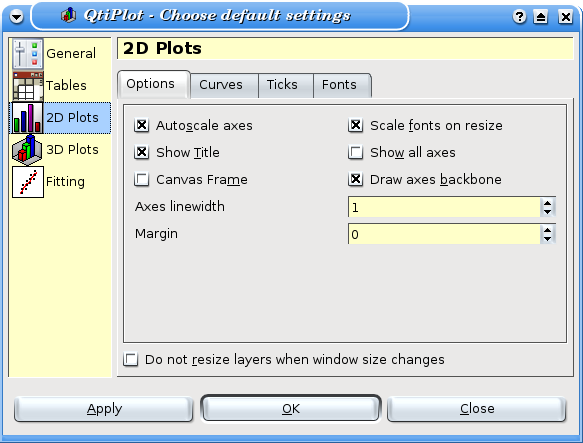 QtiPlot - Choose default settings
General
Tables
2D Plots
3D Plots
Fitting
2D Plots
Options Curves Ticks Fonts
Autoscale axes Scale fonts on resize
Show Title Show all axes
Canvas Frame Draw axes backbone
Axes linewidth 1
Margin 0
Do not resize layers when window size changes
Apply OK Close